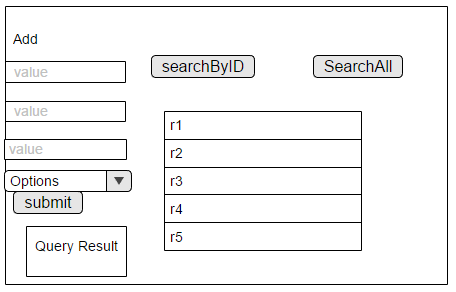 Add
value
searchByID
SearchAll
value
value
Options
submit
Query Result
r1
r2
r3
r4
r5